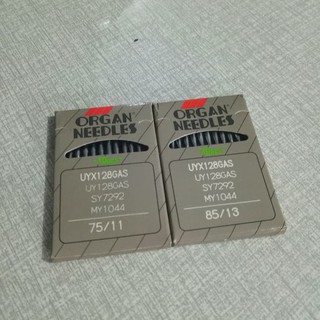 ORGAN
NEEDLES
UYX128GAS
UY128GAS
SY7292
MY1044
75/11
ORGAN
NEEDLES
UYX128GAS
UY128GAS
SY7292
MY1044
85/13